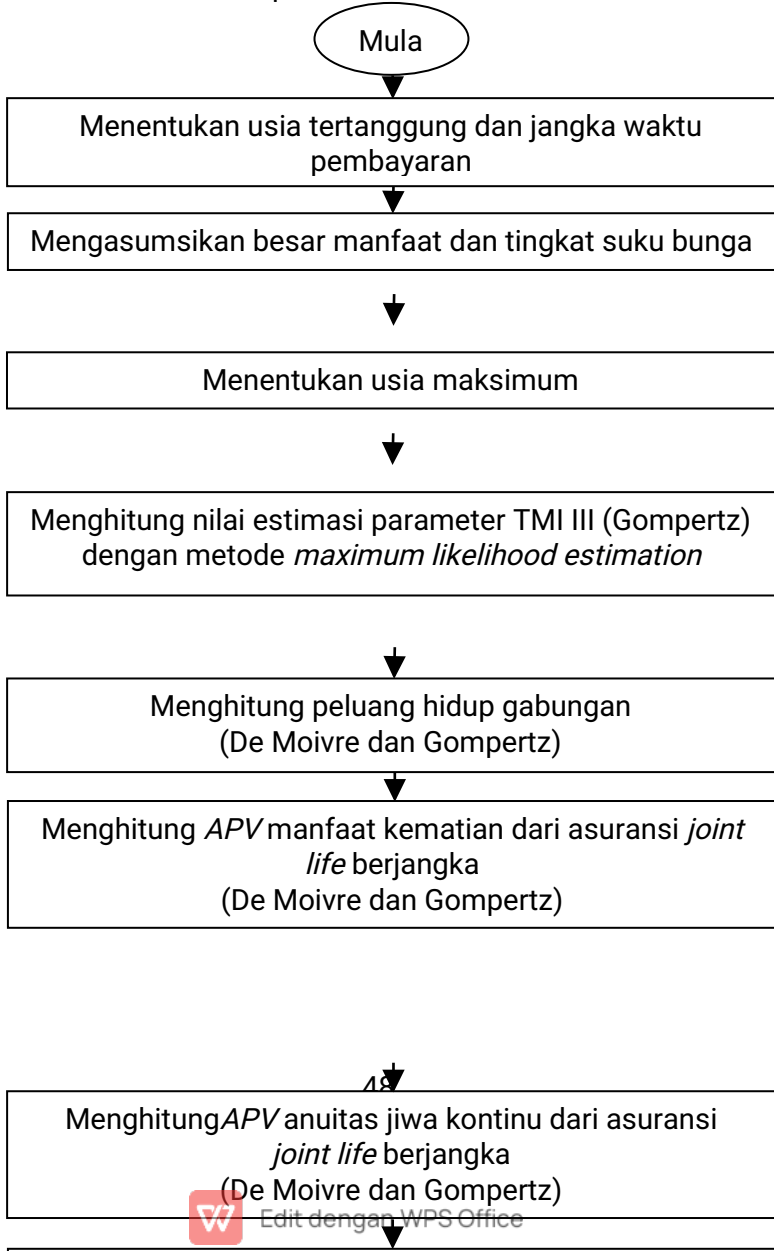 Mula
Menentukan usia tertanggung dan jangka waktu
pembayaran
Mengasumsikan besar manfaat dan tingkat suku bunga
Menentukan usia maksimum
Menghitung nilai estimasi parameter TMI III (Gompertz)
dengan metode maximum likelihood estimation
Menghitung peluang hidup gabungan
(De Moivre dan Gompertz)
Menghitung APV manfaat kematian dari asuransi joint
life berjangka
(De Moivre dan Gompertz)
48
MenghitungAPV anuitas jiwa kontinu dari asuransi
joint life berjangka
(De Moivre dan Gompertz)
Edit dengan WPS Office